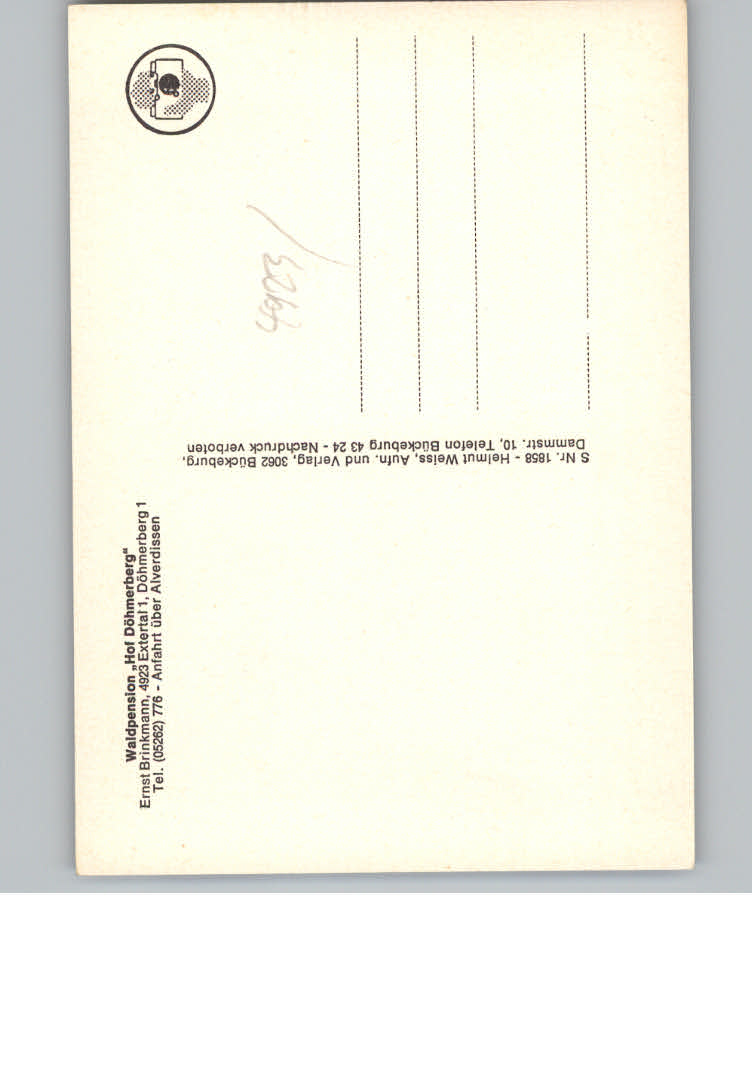 Waldpension „Hof Döhmerberg"
Ernst Brinkmann, 4923 Extertal 1, Döhmerberg 1
Tel. (05262) 776 - Anfahrt über Alverdissen
S Nr. 1858 - Helmut Weiss, Aufn. und Verlag, 3062 Bückeburg,
Dammstr. 10, Telefon Bückeburg 43 24 - Nachdruck verboten